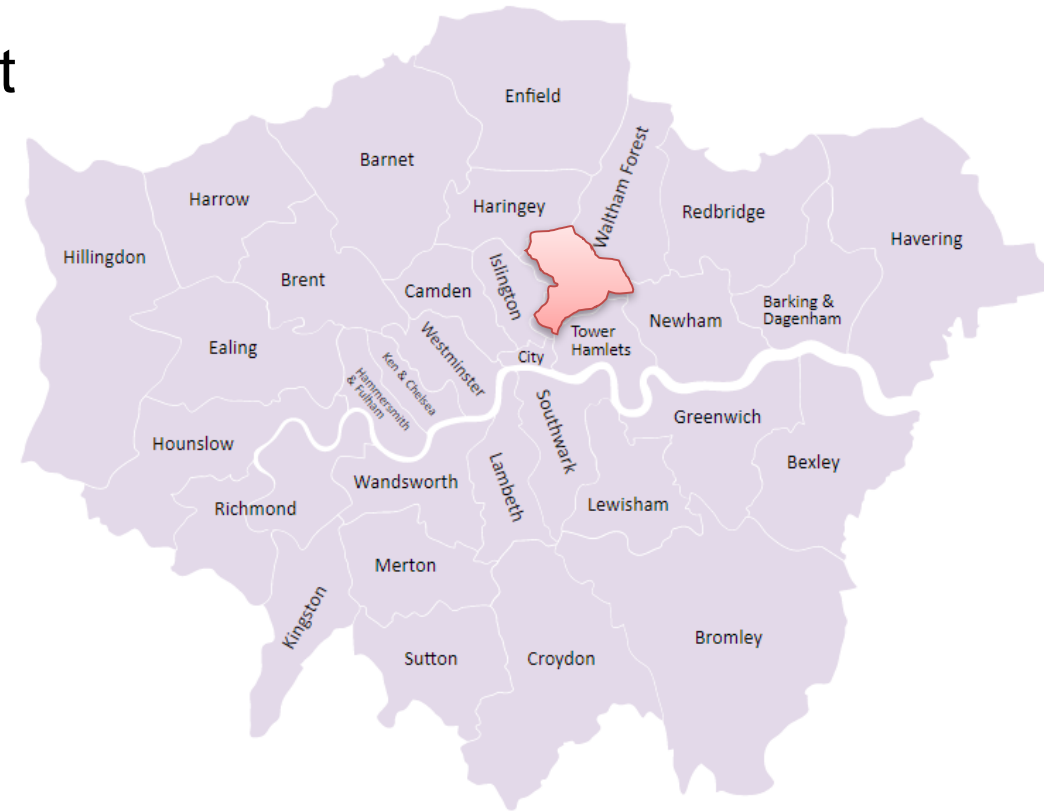 t
Enfield
Barnet
Waltham Forest
Harrow
Haringey
Redbridge
Havering
Hillingdon
Brent
Camden
Islington
Barking &
Dagenham
Newham
Tower
Hamlets
Ealing
Westminster
City
Ken & Chelsea
Hammersmith
& Fulham
Southwark
Greenwich
Hounslow
Bexley
Wandsworth
Lambeth
Richmond
Lewisham
Merton
Kingston
Bromley
Sutton
Croydon